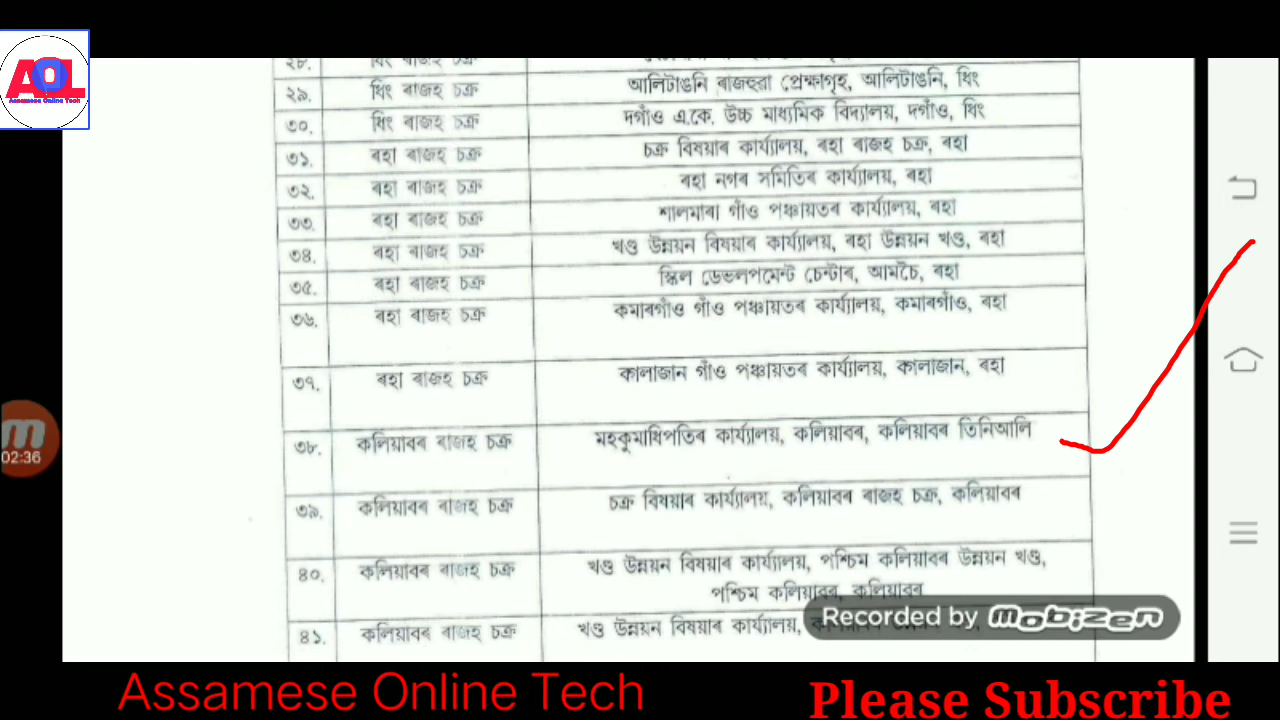 AOL
Assamese Online Tech
২৮. ধিং ৰাজহ চক্ৰ
২৯. ধিং ৰাজহ চক্ৰ আলিটাঙনি ৰাজহুৱা প্ৰেক্ষাগৃহ, আলিটাঙনি, ধিং
৩০. ধিং ৰাজহ চক্ৰ দগাঁও এ.কে. উচ্চ মাধ্যমিক বিদ্যালয়, দগাঁও, ধিং
৩১. ৰহা ৰাজহ চক্ৰ চক্ৰ বিষয়াৰ কাৰ্য্যালয়, ৰহা ৰাজহ চক্ৰ, ৰহা
৩২. ৰহা ৰাজহ চক্ৰ ৰহা নগৰ সমিতিৰ কাৰ্য্যালয়, ৰহা
৩৩. ৰহা ৰাজহ চক্ৰ শালমাৰা গাঁও পঞ্চায়তৰ কাৰ্য্যালয়, ৰহা
৩৪. ৰহা ৰাজহ চক্ৰ খণ্ড উন্নয়ন বিষয়াৰ কাৰ্য্যালয়, ৰহা উন্নয়ন খণ্ড, ৰহা
৩৫. ৰহা ৰাজহ চক্ৰ স্কিল ডেভলপমেন্ট চেন্টাৰ, আমচৈ, ৰহা
৩৬. ৰহা ৰাজহ চক্ৰ কমাৰগাঁও গাঁও পঞ্চায়তৰ কাৰ্য্যালয়, কমাৰগাঁও, ৰহা
৩৭. ৰহা ৰাজহ চক্ৰ কালাজান গাঁও পঞ্চায়তৰ কাৰ্য্যালয়, কালাজান, ৰহা
৩৮. কলিয়াবৰ ৰাজহ চক্ৰ মহকুমাধিপতিৰ কাৰ্য্যালয়, কলিয়াবৰ, কলিয়াবৰ তিনিআলি
৩৯. কলিয়াবৰ ৰাজহ চক্ৰ চক্ৰ বিষয়াৰ কাৰ্য্যালয়, কলিয়াবৰ ৰাজহ চক্ৰ, কলিয়াবৰ
৪০. কলিয়াবৰ ৰাজহ চক্ৰ খণ্ড উন্নয়ন বিষয়াৰ কাৰ্য্যালয়, পশ্চিম কলিয়াবৰ উন্নয়ন খণ্ড,
পশ্চিম কলিয়াবৰ, কলিয়াবৰ
৪১. কলিয়াবৰ ৰাজহ চক্ৰ খণ্ড উন্নয়ন বিষয়াৰ কাৰ্য্যালয়,
02:36
Recorded by Mobizen
Assamese Online Tech
Please Subscribe